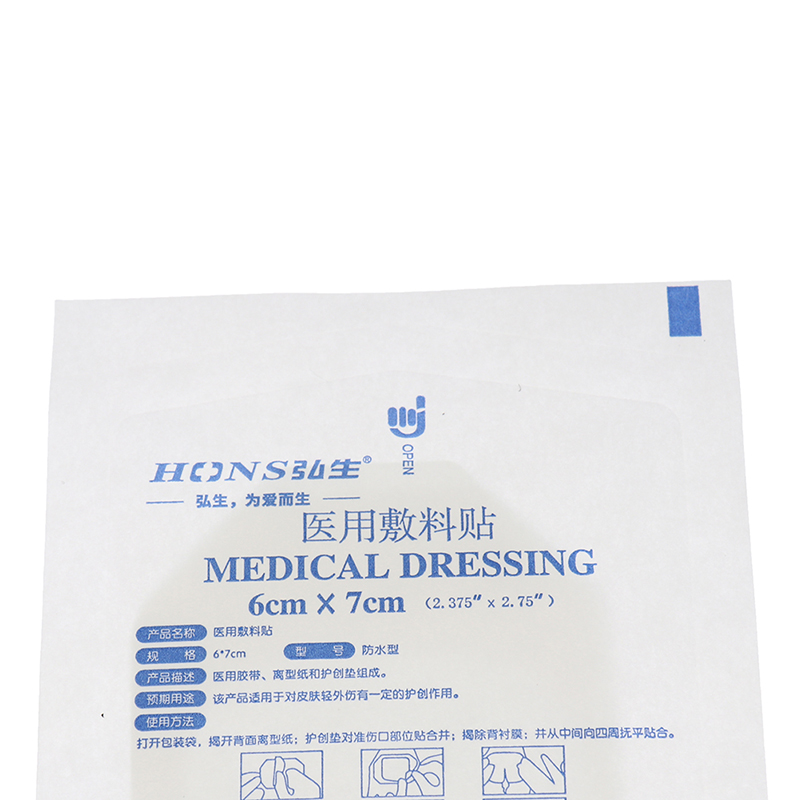 OPEN
HONS弘生®
弘生，为爱而生
医用敷料贴
MEDICAL DRESSING
6cm X 7cm （2.375″ x 2.75″）
产品名称 医用敷料贴
规 格 6*7cm 型 号 防水型
产品描述 医用胶带、离型纸和护创垫组成。
预期用途 该产品适用于对皮肤轻外伤有一定的护创作用。
使用方法
打开包装袋，揭开背面离型纸；护创垫对准伤口部位贴合并；揭除背衬膜；并从中间向四周抚平贴合。